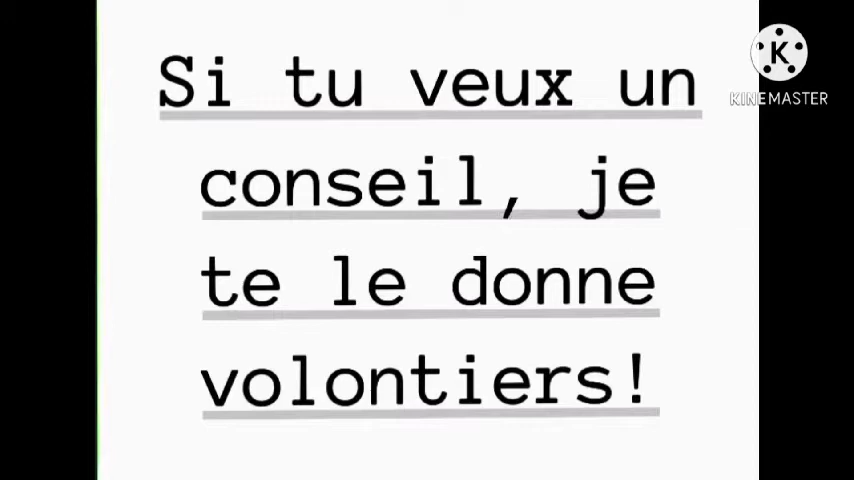 Si tu veux un
conseil, je
te le donne
volontiers!
K
KINEMASTER